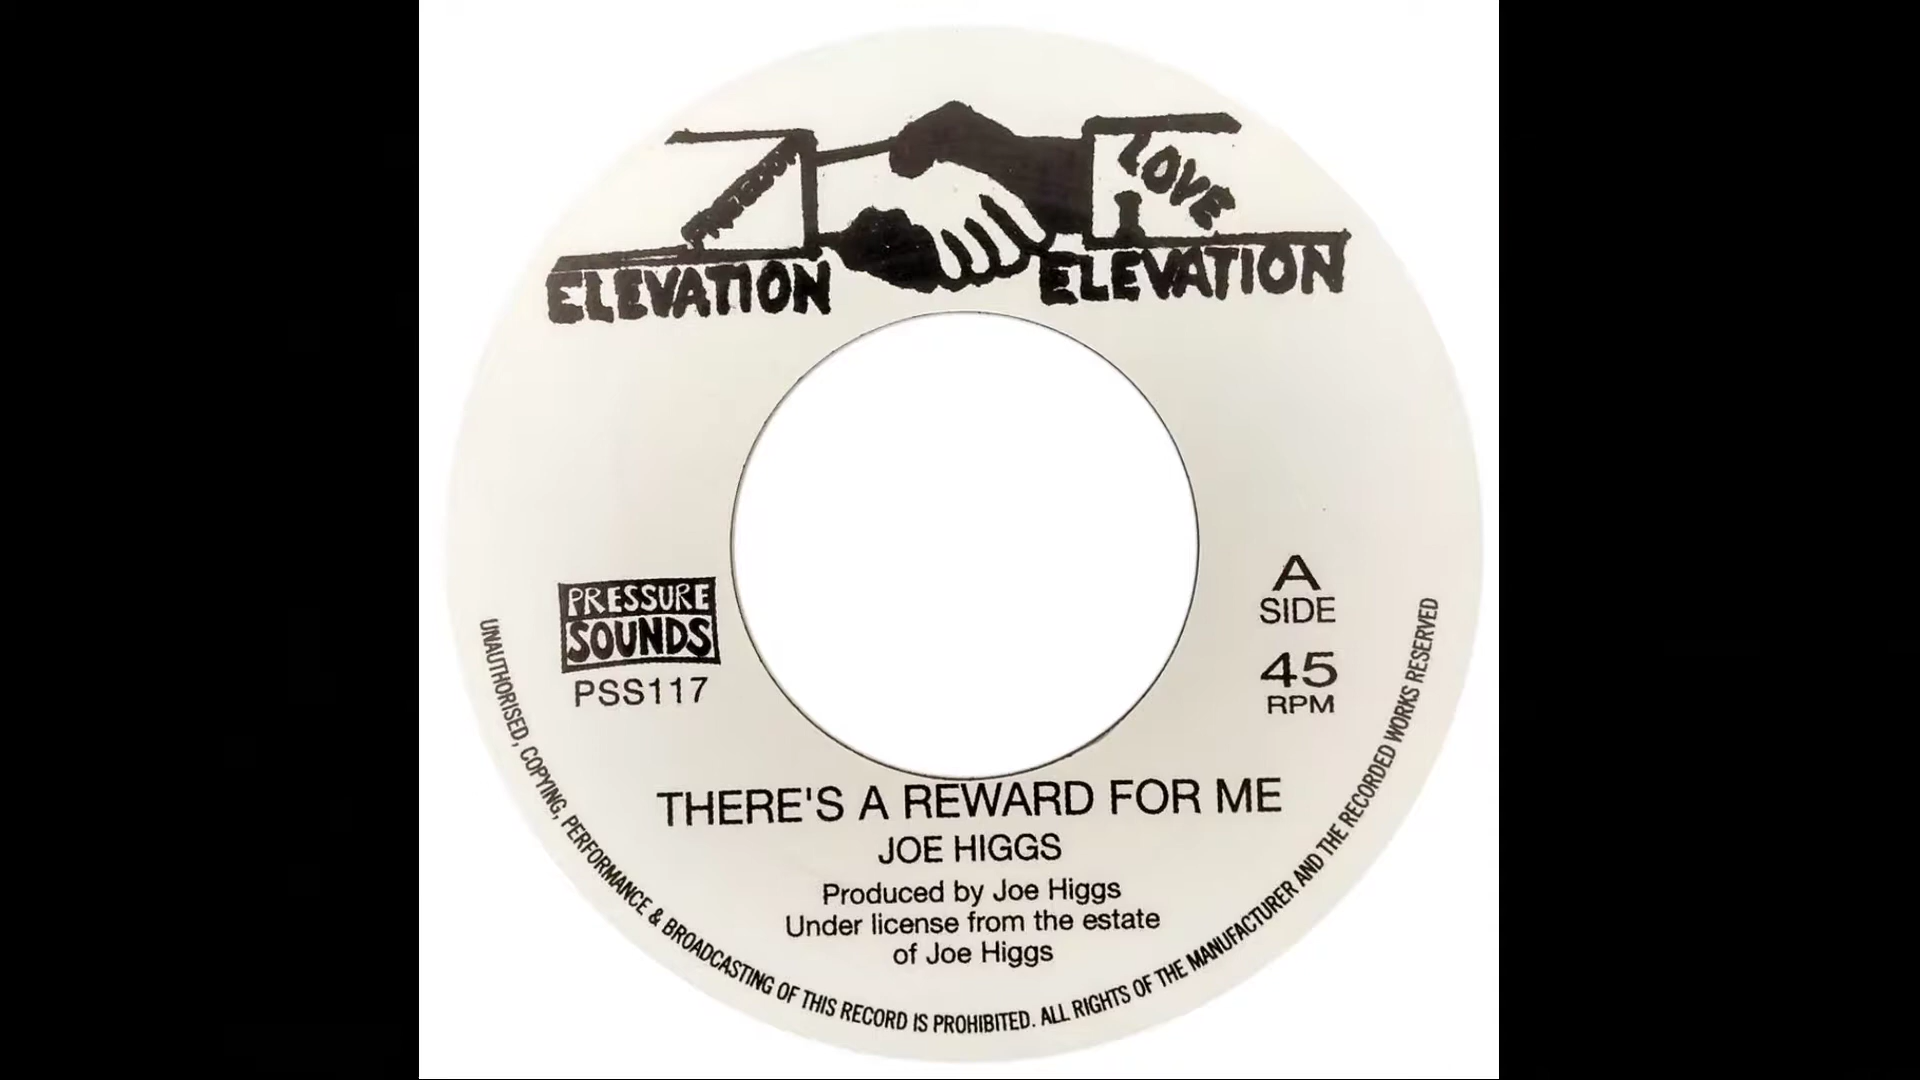 FREEDOM
LOVE
ELEVATION
ELEVATION
PRESSURE
SOUNDS
PSS117
A
SIDE
45
RPM
THERE'S A REWARD FOR ME
JOE HIGGS
Produced by Joe Higgs
Under license from the estate
of Joe Higgs
UNAUTHORISED, COPYING, PERFORMANCE & BROADCASTING OF THIS RECORD IS PROHIBITED. ALL RIGHTS OF THE MANUFACTURER AND THE RECORDED WORKS RESERVED